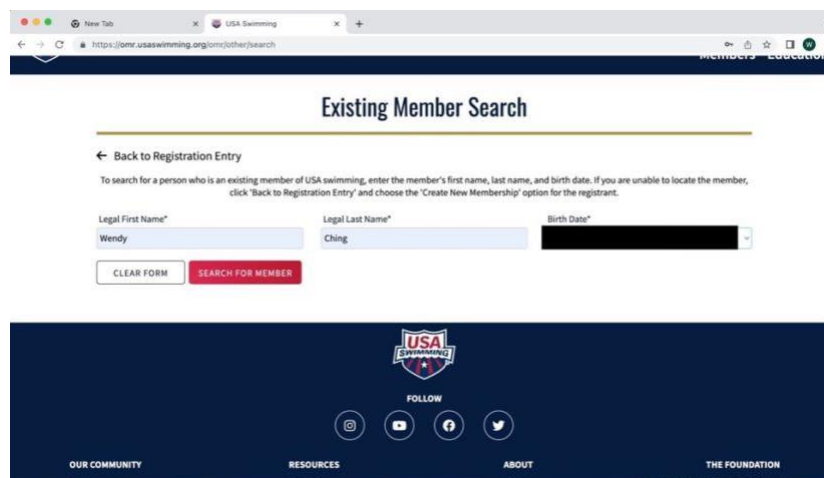 New Tab
USA Swimming
https://omr.usaswimming.org/omr/other/search
W
Members Education
Existing Member Search
← Back to Registration Entry
To search for a person who is an existing member of USA swimming, enter the member's first name, last name, and birth date. If you are unable to locate the member,
click 'Back to Registration Entry' and choose the 'Create New Membership' option for the registrant.
Legal First Name* Legal Last Name* Birth Date*
Wendy Ching
CLEAR FORM SEARCH FOR MEMBER
USA
SWIMMING
FOLLOW
OUR COMMUNITY RESOURCES ABOUT THE FOUNDATION